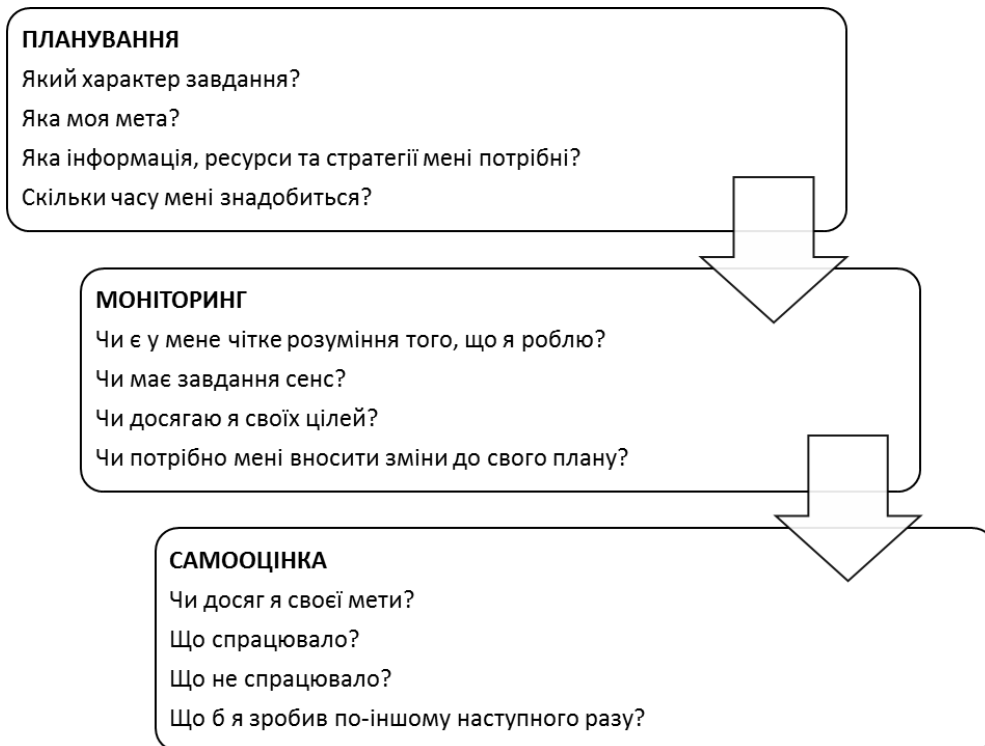 ПЛАНУВАННЯ
Який характер завдання?
Яка моя мета?
Яка інформація, ресурси та стратегії мені потрібні?
Скільки часу мені знадобиться?
МОНІТОРИНГ
Чи є у мене чітке розуміння того, що я роблю?
Чи має завдання сенс?
Чи досягаю я своїх цілей?
Чи потрібно мені вносити зміни до свого плану?
САМООЦІНКА
Чи досяг я своєї мети?
Що спрацювало?
Що не спрацювало?
Що б я зробив по-іншому наступного разу?